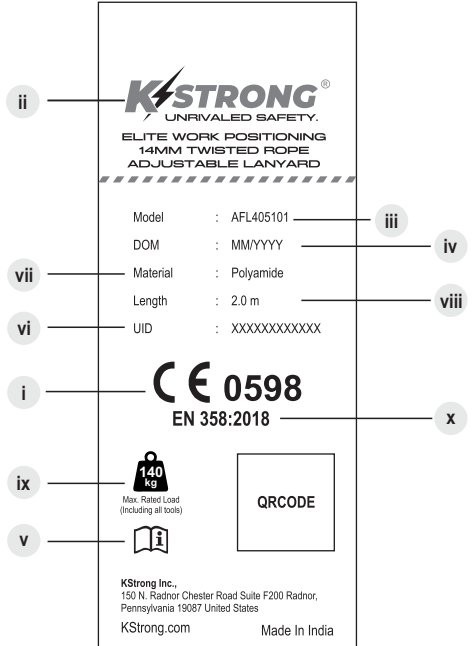 KSTRONG®
UNRIVALED SAFETY.
ELITE WORK POSITIONING
14MM TWISTED ROPE
ADJUSTABLE LANYARD
ii
Model : AFL405101
iii
DOM : MM/YYYY
iv
vii
Material : Polyamide
Length : 2.0 m
viii
vi
UID : XXXXXXXXXXXX
i
CE 0598
EN 358:2018
x
ix
140
kg
Max. Rated Load
(Including all tools)
QRCODE
v
i
KStrong Inc.,
150 N. Radnor Chester Road Suite F200 Radnor,
Pennsylvania 19087 United States
KStrong.com Made In India